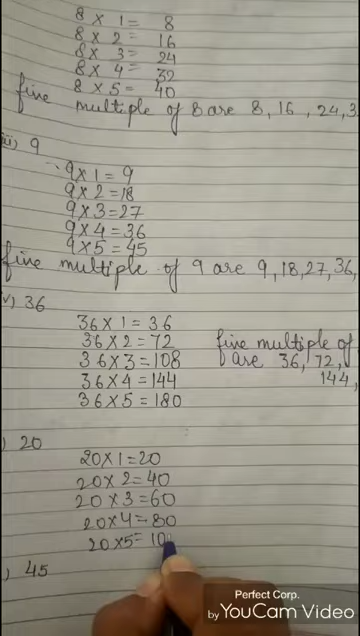 8 × 1 = 8
8 × 2 = 16
8 × 3 = 24
8 × 4 = 32
8 × 5 = 40
five multiple of 8 are 8, 16, 24, 3
iii) 9
9 × 1 = 9
9 × 2 = 18
9 × 3 = 27
9 × 4 = 36
9 × 5 = 45
five multiple of 9 are 9, 18, 27, 36,
v) 36
36 × 1 = 36
36 × 2 = 72
36 × 3 = 108
36 × 4 = 144
36 × 5 = 180
five multiple of
are 36, 72,
144,
) 20
20 × 1 = 20
20 × 2 = 40
20 × 3 = 60
20 × 4 = 80
20 × 5 = 10
) 45
Perfect Corp.
by YouCam Video